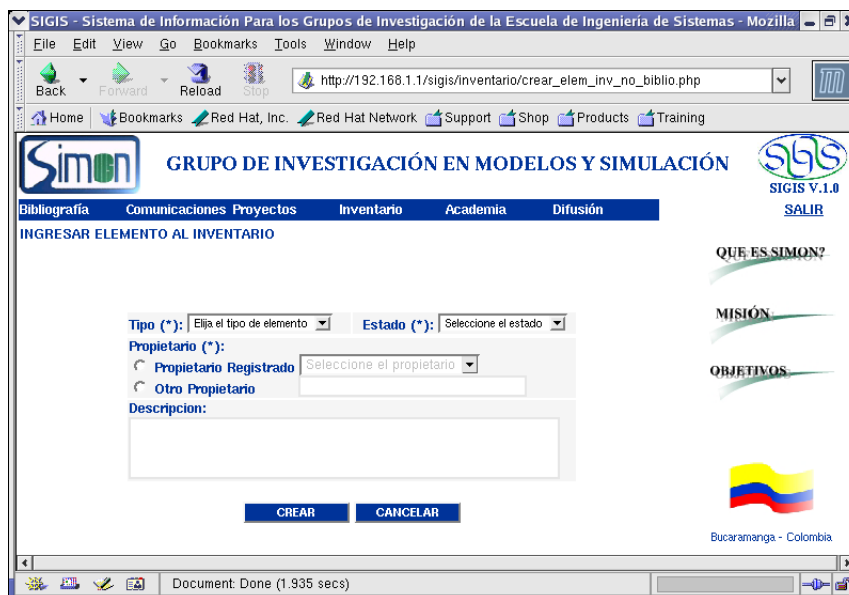 SIGIS - Sistema de Información Para los Grupos de Investigación de la Escuela de Ingeniería de Sistemas - Mozilla
File Edit View Go Bookmarks Tools Window Help
Back Forward Reload Stop
http://192.168.1.1/sigis/inventario/crear_elem_inv_no_biblio.php
Home Bookmarks Red Hat, Inc. Red Hat Network Support Shop Products Training
Simon
GRUPO DE INVESTIGACIÓN EN MODELOS Y SIMULACIÓN
SIGIS V.1.0
Bibliografía Comunicaciones Proyectos Inventario Academia Difusión
SALIR
INGRESAR ELEMENTO AL INVENTARIO
QUE ES SIMON?
MISIÓN
OBJETIVOS
Tipo (*): Elija el tipo de elemento Estado (*): Seleccione el estado
Propietario (*):
Propietario Registrado Seleccione el propietario
Otro Propietario
Descripcion:
CREAR CANCELAR
Bucaramanga - Colombia
Document: Done (1.935 secs)